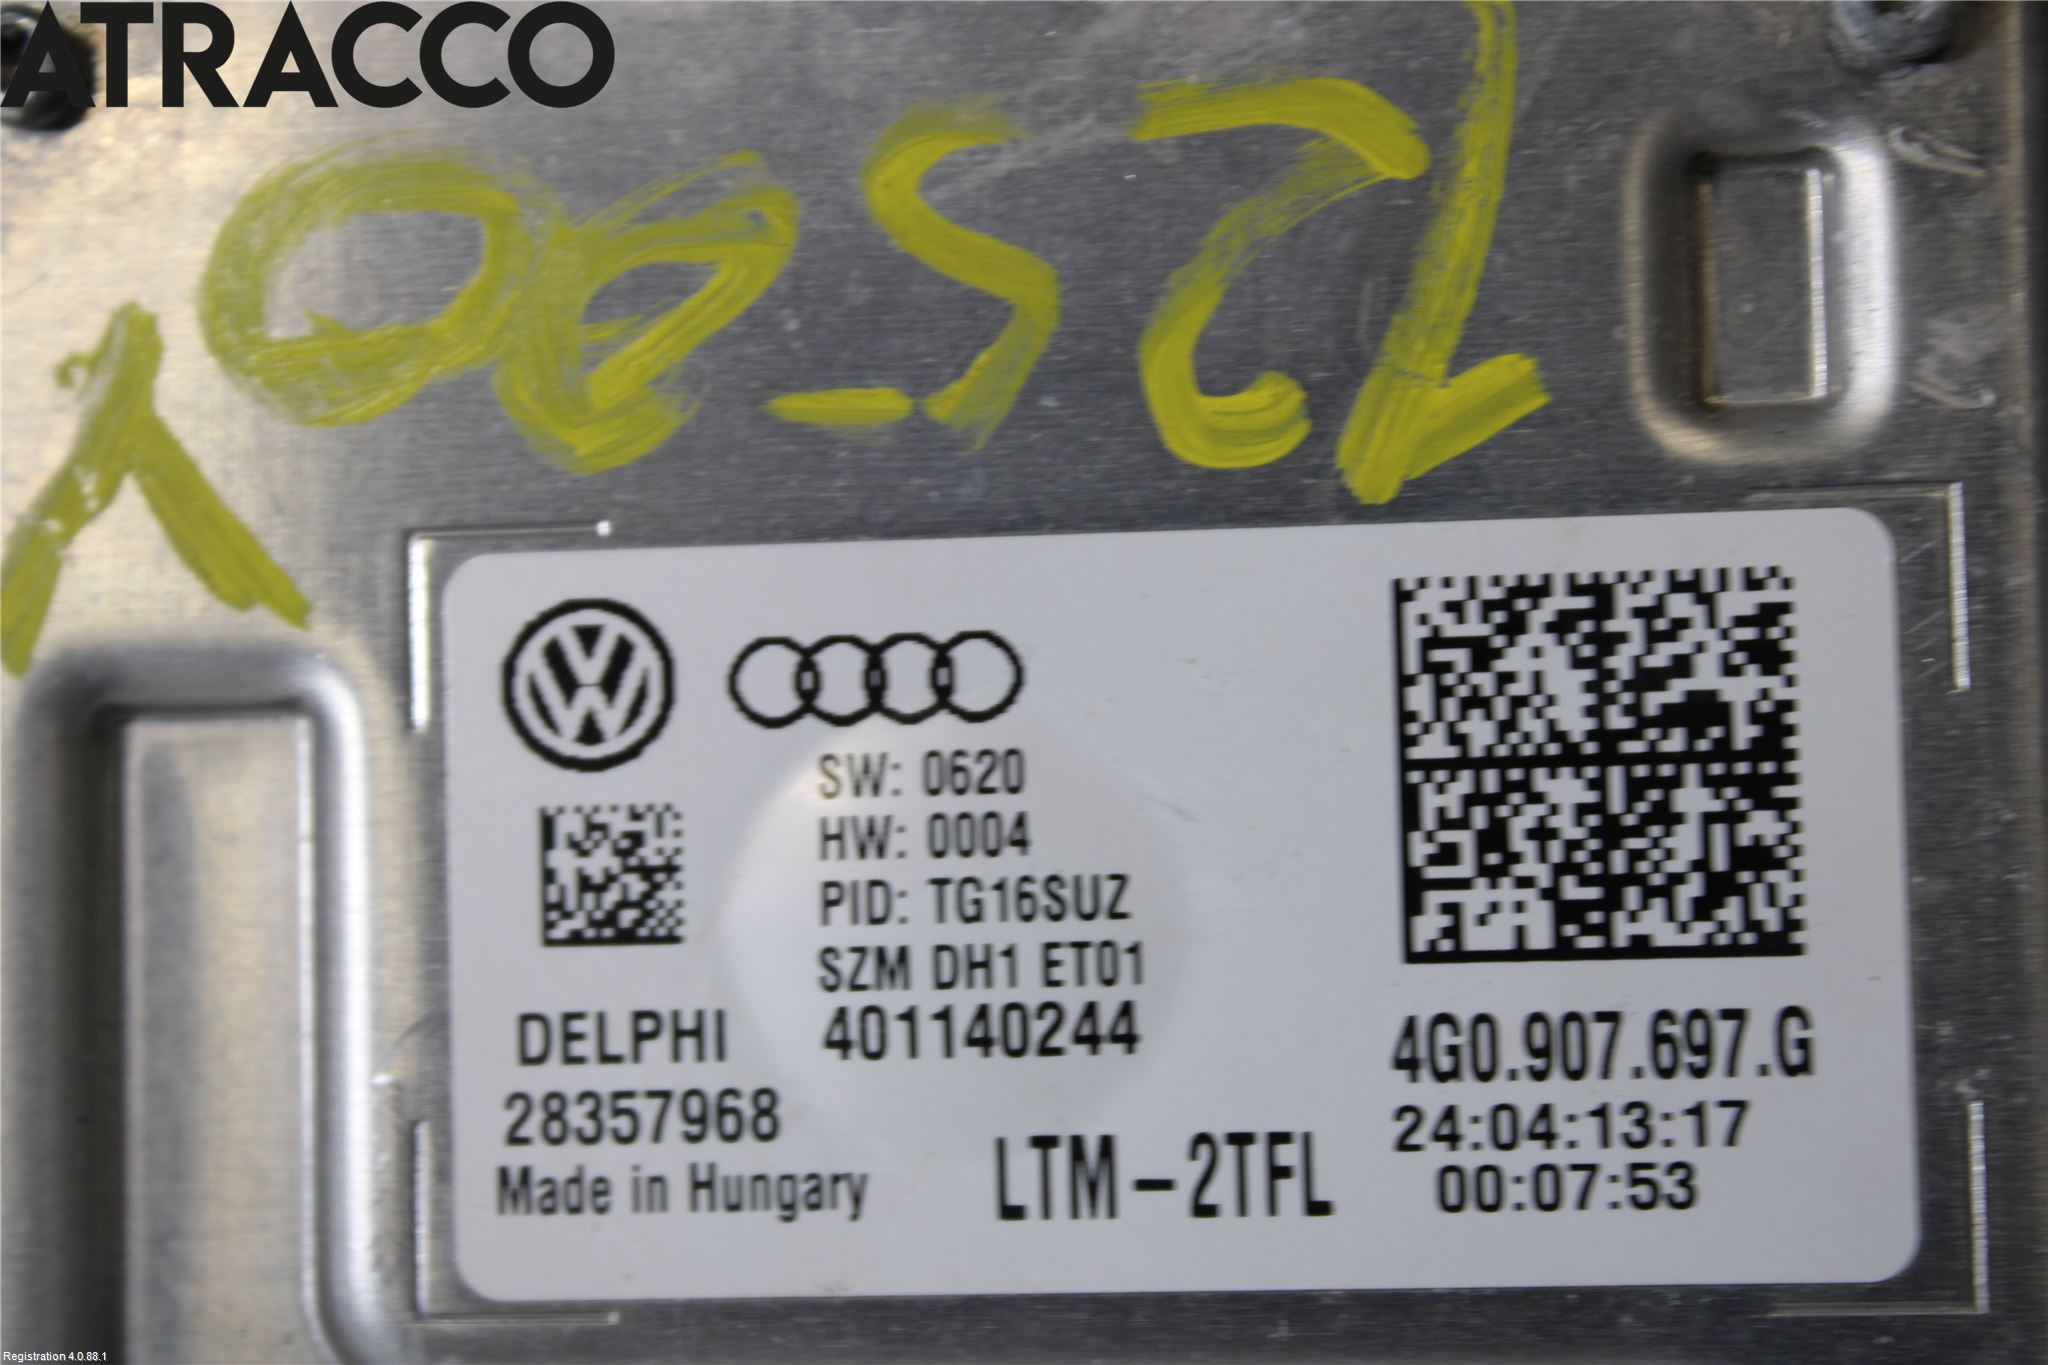 ATRACCO
SW: 0620
HW: 0004
PID: TG16SUZ
SZM DH1 ET01
DELPHI 401140244
28357968
Made in Hungary
LTM-2TFL
4G0.907.697.G
24:04:13:17
00:07:53
Registration 4.0.88.1